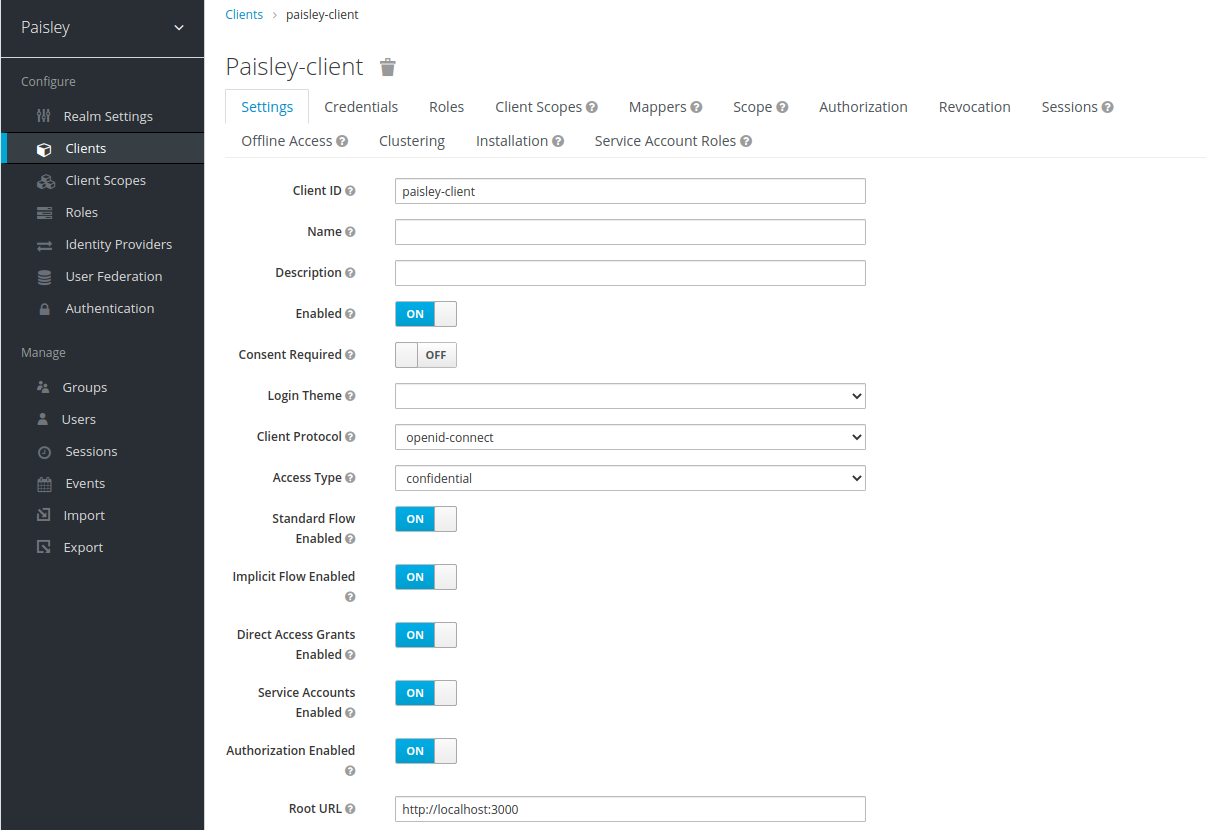 Paisley
Configure
Realm Settings
Clients
Client Scopes
Roles
Identity Providers
User Federation
Authentication
Manage
Groups
Users
Sessions
Events
Import
Export
Clients › paisley-client
Paisley-client
Settings Credentials Roles Client Scopes Mappers Scope Authorization Revocation Sessions
Offline Access Clustering Installation Service Account Roles
Client ID paisley-client
Name
Description
Enabled ON
Consent Required OFF
Login Theme
Client Protocol openid-connect
Access Type confidential
Standard Flow ON
Enabled
Implicit Flow Enabled ON
Direct Access Grants ON
Enabled
Service Accounts ON
Enabled
Authorization Enabled ON
Root URL http://localhost:3000